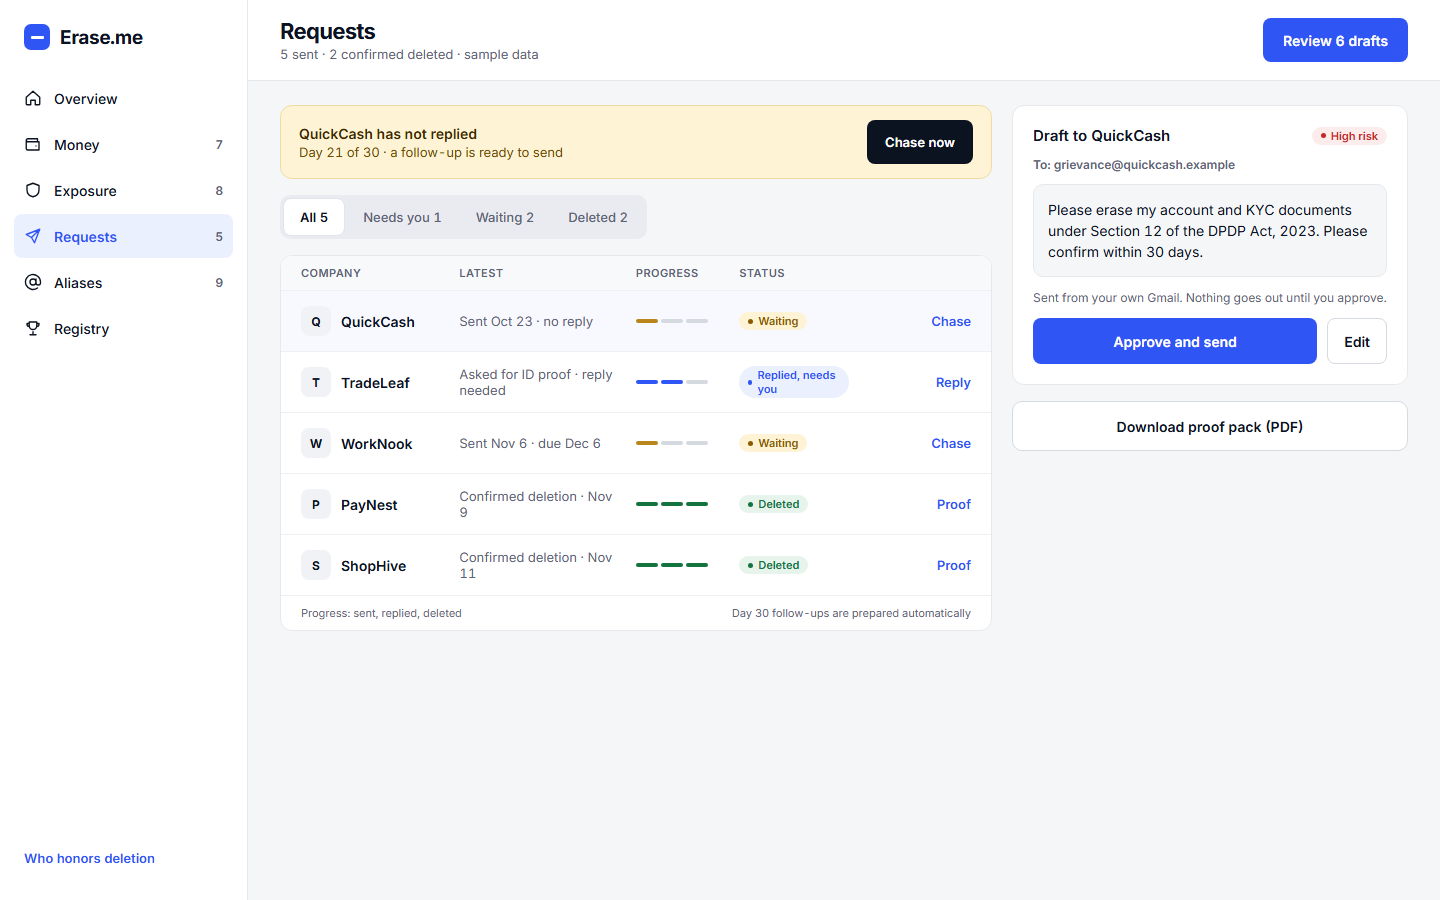 Erase.me
Overview
Money 7
Exposure 8
Requests 5
Aliases 9
Registry
Who honors deletion
Requests
5 sent · 2 confirmed deleted · sample data
Review 6 drafts
QuickCash has not replied
Day 21 of 30 · a follow-up is ready to send
Chase now
All 5
Needs you 1
Waiting 2
Deleted 2
COMPANY LATEST PROGRESS STATUS
Q QuickCash Sent Oct 23 · no reply Waiting Chase
T TradeLeaf Asked for ID proof · reply
needed
Replied, needs
you
Reply
W WorkNook Sent Nov 6 · due Dec 6 Waiting Chase
P PayNest Confirmed deletion · Nov
9
Deleted Proof
S ShopHive Confirmed deletion · Nov
11
Deleted Proof
Progress: sent, replied, deleted
Day 30 follow-ups are prepared automatically
Draft to QuickCash
High risk
To: grievance@quickcash.example
Please erase my account and KYC documents
under Section 12 of the DPDP Act, 2023. Please
confirm within 30 days.
Sent from your own Gmail. Nothing goes out until you approve.
Approve and send
Edit
Download proof pack (PDF)